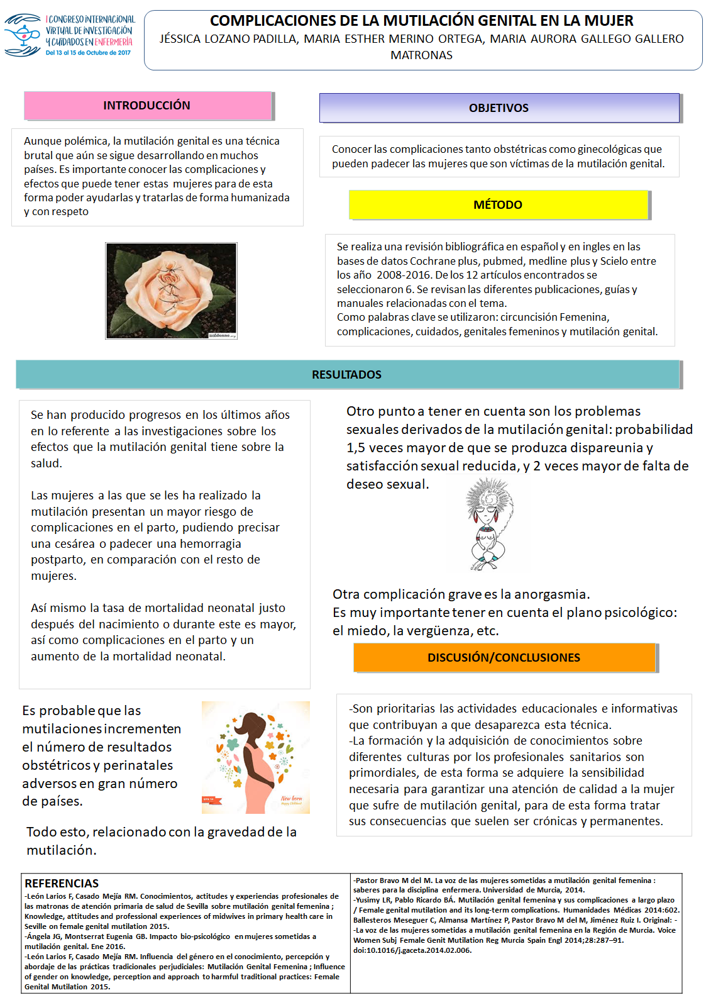 I CONGRESO iNTERNACIONAL
VIRTUAL DE iNVESTIGACIÓN
Y CUIDADOS EN ENFERMERÍA
Del 13 al 15 de Octubre de 2017
COMPLICACIONES DE LA MUTILACIÓN GENITAL EN LA MUJER
JÉSSICA LOZANO PADILLA, MARIA ESTHER MERINO ORTEGA, MARIA AURORA GALLEGO GALLERO
MATRONAS
INTRODUCCIÓN
Aunque polémica, la mutilación genital es una técnica
brutal que aún se sigue desarrollando en muchos
países. Es importante conocer las complicaciones y
efectos que puede tener estas mujeres para de esta
forma poder ayudarlas y tratarlas de forma humanizada
y con respeto
OBJETIVOS
Conocer las complicaciones tanto obstétricas como ginecológicas que
pueden padecer las mujeres que son víctimas de la mutilación genital.
MÉTODO
Se realiza una revisión bibliográfica en español y en ingles en las
bases de datos Cochrane plus, pubmed, medline plus y Scielo entre
los año 2008-2016. De los 12 artículos encontrados se
seleccionaron 6. Se revisan las diferentes publicaciones, guías y
manuales relacionadas con el tema.
Como palabras clave se utilizaron: circuncisión Femenina,
complicaciones, cuidados, genitales femeninos y mutilación genital.
RESULTADOS
Se han producido progresos en los últimos años
en lo referente a las investigaciones sobre los
efectos que la mutilación genital tiene sobre la
salud.
Las mujeres a las que se les ha realizado la
mutilación presentan un mayor riesgo de
complicaciones en el parto, pudiendo precisar
una cesárea o padecer una hemorragia
postparto, en comparación con el resto de
mujeres.
Así mismo la tasa de mortalidad neonatal justo
después del nacimiento o durante este es mayor,
así como complicaciones en el parto y un
aumento de la mortalidad neonatal.
Es probable que las
mutilaciones incrementen
el número de resultados
obstétricos y perinatales
adversos en gran número
de países.
New born
Todo esto, relacionado con la gravedad de la
mutilación.
Otro punto a tener en cuenta son los problemas
sexuales derivados de la mutilación genital: probabilidad
1,5 veces mayor de que se produzca dispareunia y
satisfacción sexual reducida, y 2 veces mayor de falta de
deseo sexual.
Otra complicación grave es la anorgasmia.
Es muy importante tener en cuenta el plano psicológico:
el miedo, la vergüenza, etc.
DISCUSIÓN/CONCLUSIONES
-Son prioritarias las actividades educacionales e informativas
que contribuyan a que desaparezca esta técnica.
-La formación y la adquisición de conocimientos sobre
diferentes culturas por los profesionales sanitarios son
primordiales, de esta forma se adquiere la sensibilidad
necesaria para garantizar una atención de calidad a la mujer
que sufre de mutilación genital, para de esta forma tratar
sus consecuencias que suelen ser crónicas y permanentes.
REFERENCIAS
-León Larios F, Casado Mejía RM. Conocimientos, actitudes y experiencias profesionales de
las matronas de atención primaria de salud de Sevilla sobre mutilación genital femenina ;
Knowledge, attitudes and professional experiences of midwives in primary health care in
Seville on female genital mutilation 2015.
-Ángela JG, Montserrat Eugenia GB. Impacto bio-psicológico en mujeres sometidas a
mutilación genital. Ene 2016.
-León Larios F, Casado Mejía RM. Influencia del género en el conocimiento, percepción y
abordaje de las prácticas tradicionales perjudiciales: Mutilación Genital Femenina ; Influence
of gender on knowledge, perception and approach to harmful traditional practices: Female
Genital Mutilation 2015.
-Pastor Bravo M del M. La voz de las mujeres sometidas a mutilación genital femenina :
saberes para la disciplina enfermera. Universidad de Murcia, 2014.
-Yusimy LR, Pablo Ricardo BÁ. Mutilación genital femenina y sus complicaciones a largo plazo
/ Female genital mutilation and its long-term complications. Humanidades Médicas 2014:602.
Ballesteros Meseguer C, Almansa Martínez P, Pastor Bravo M del M, Jiménez Ruiz I. Original: -
-La voz de las mujeres sometidas a mutilación genital femenina en la Región de Murcia. Voice
Women Subj Female Genit Mutilation Reg Murcia Spain Engl 2014;28:287–91.
doi:10.1016/j.gaceta.2014.02.006.